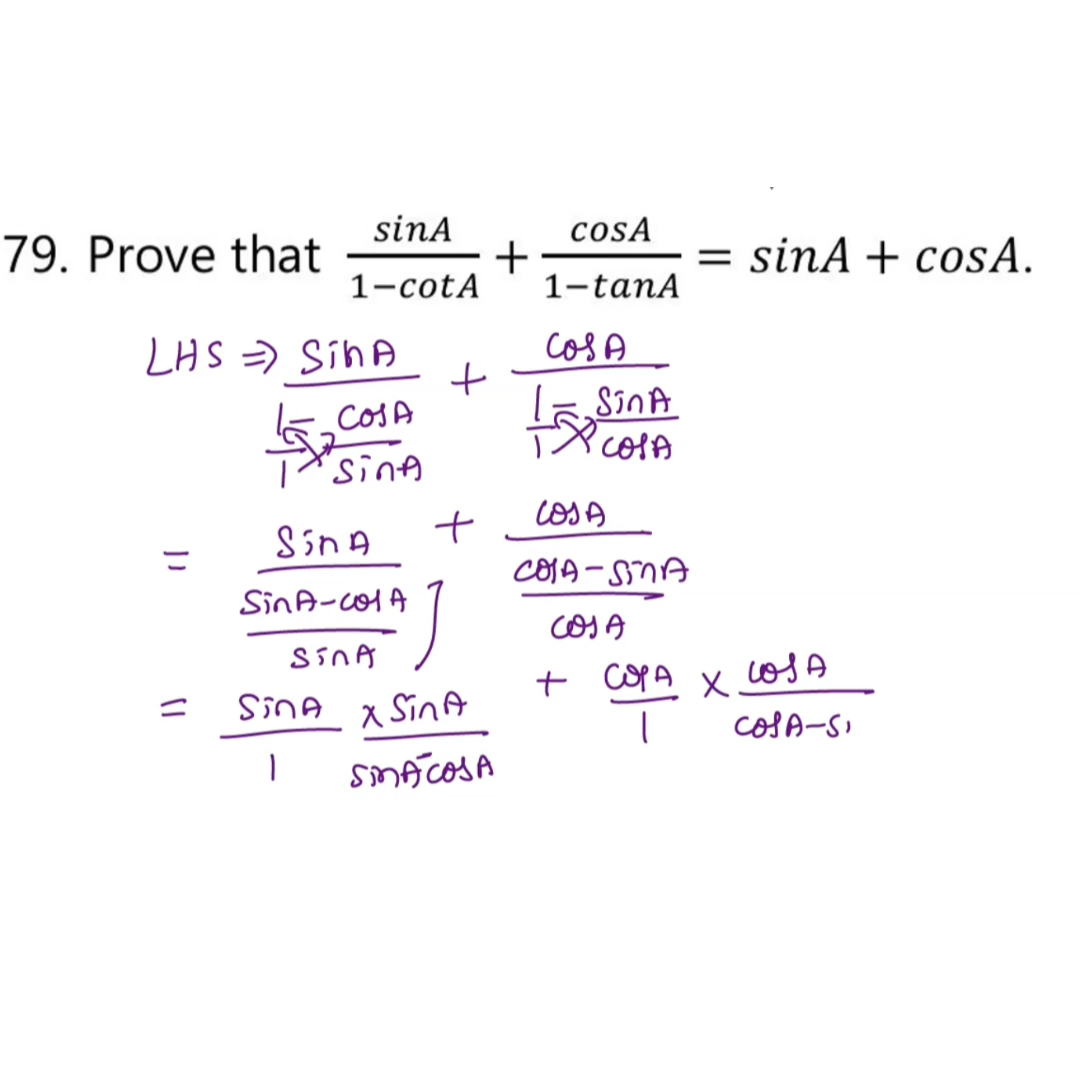 79. Prove that sinA/(1−cotA) + cosA/(1−tanA) = sinA + cosA.
LHS ⇒ SinA/(1/1 − CosA/SinA) + CosA/(1/1 − SinA/CosA)
= SinA/((SinA−CosA)/SinA) + CosA/((CosA−SinA)/CosA)
= SinA/1 x SinA/(SinA−CosA) + CosA/1 x CosA/(CosA−Si